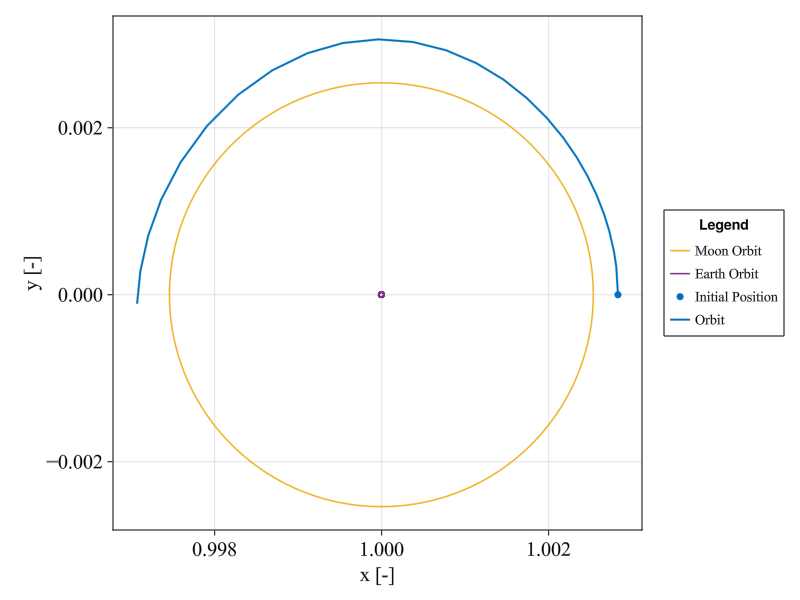 0.002
0.000
−0.002
y [-]
0.998
1.000
1.002
x [-]
Legend
Moon Orbit
Earth Orbit
Initial Position
Orbit